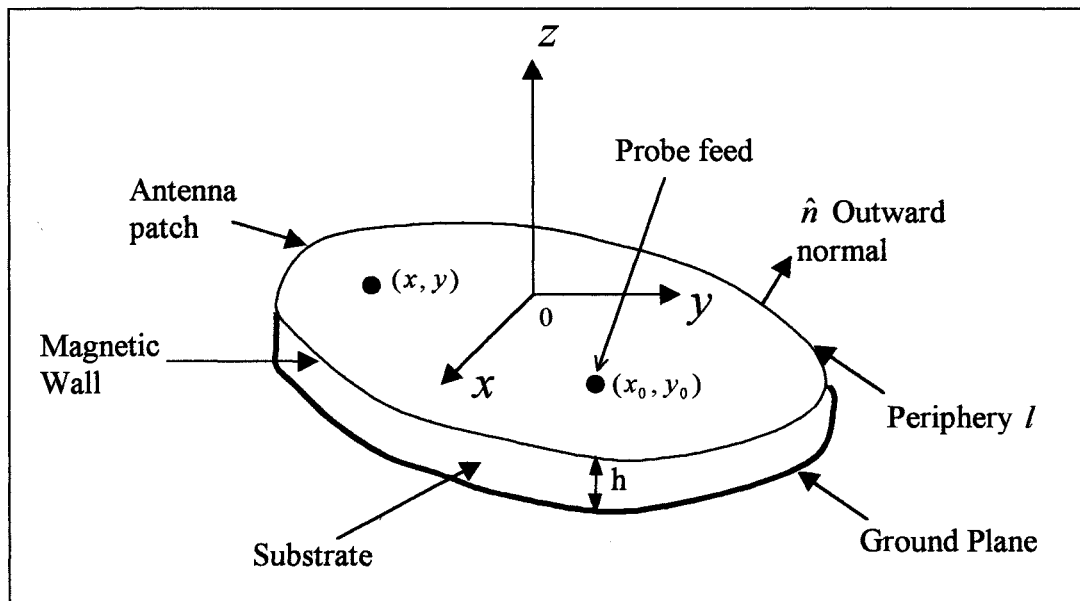 z
Probe feed
Antenna
patch
n̂ Outward
normal
(x, y)
0
y
Magnetic
Wall
x
(x₀, y₀)
Periphery l
h
Substrate
Ground Plane